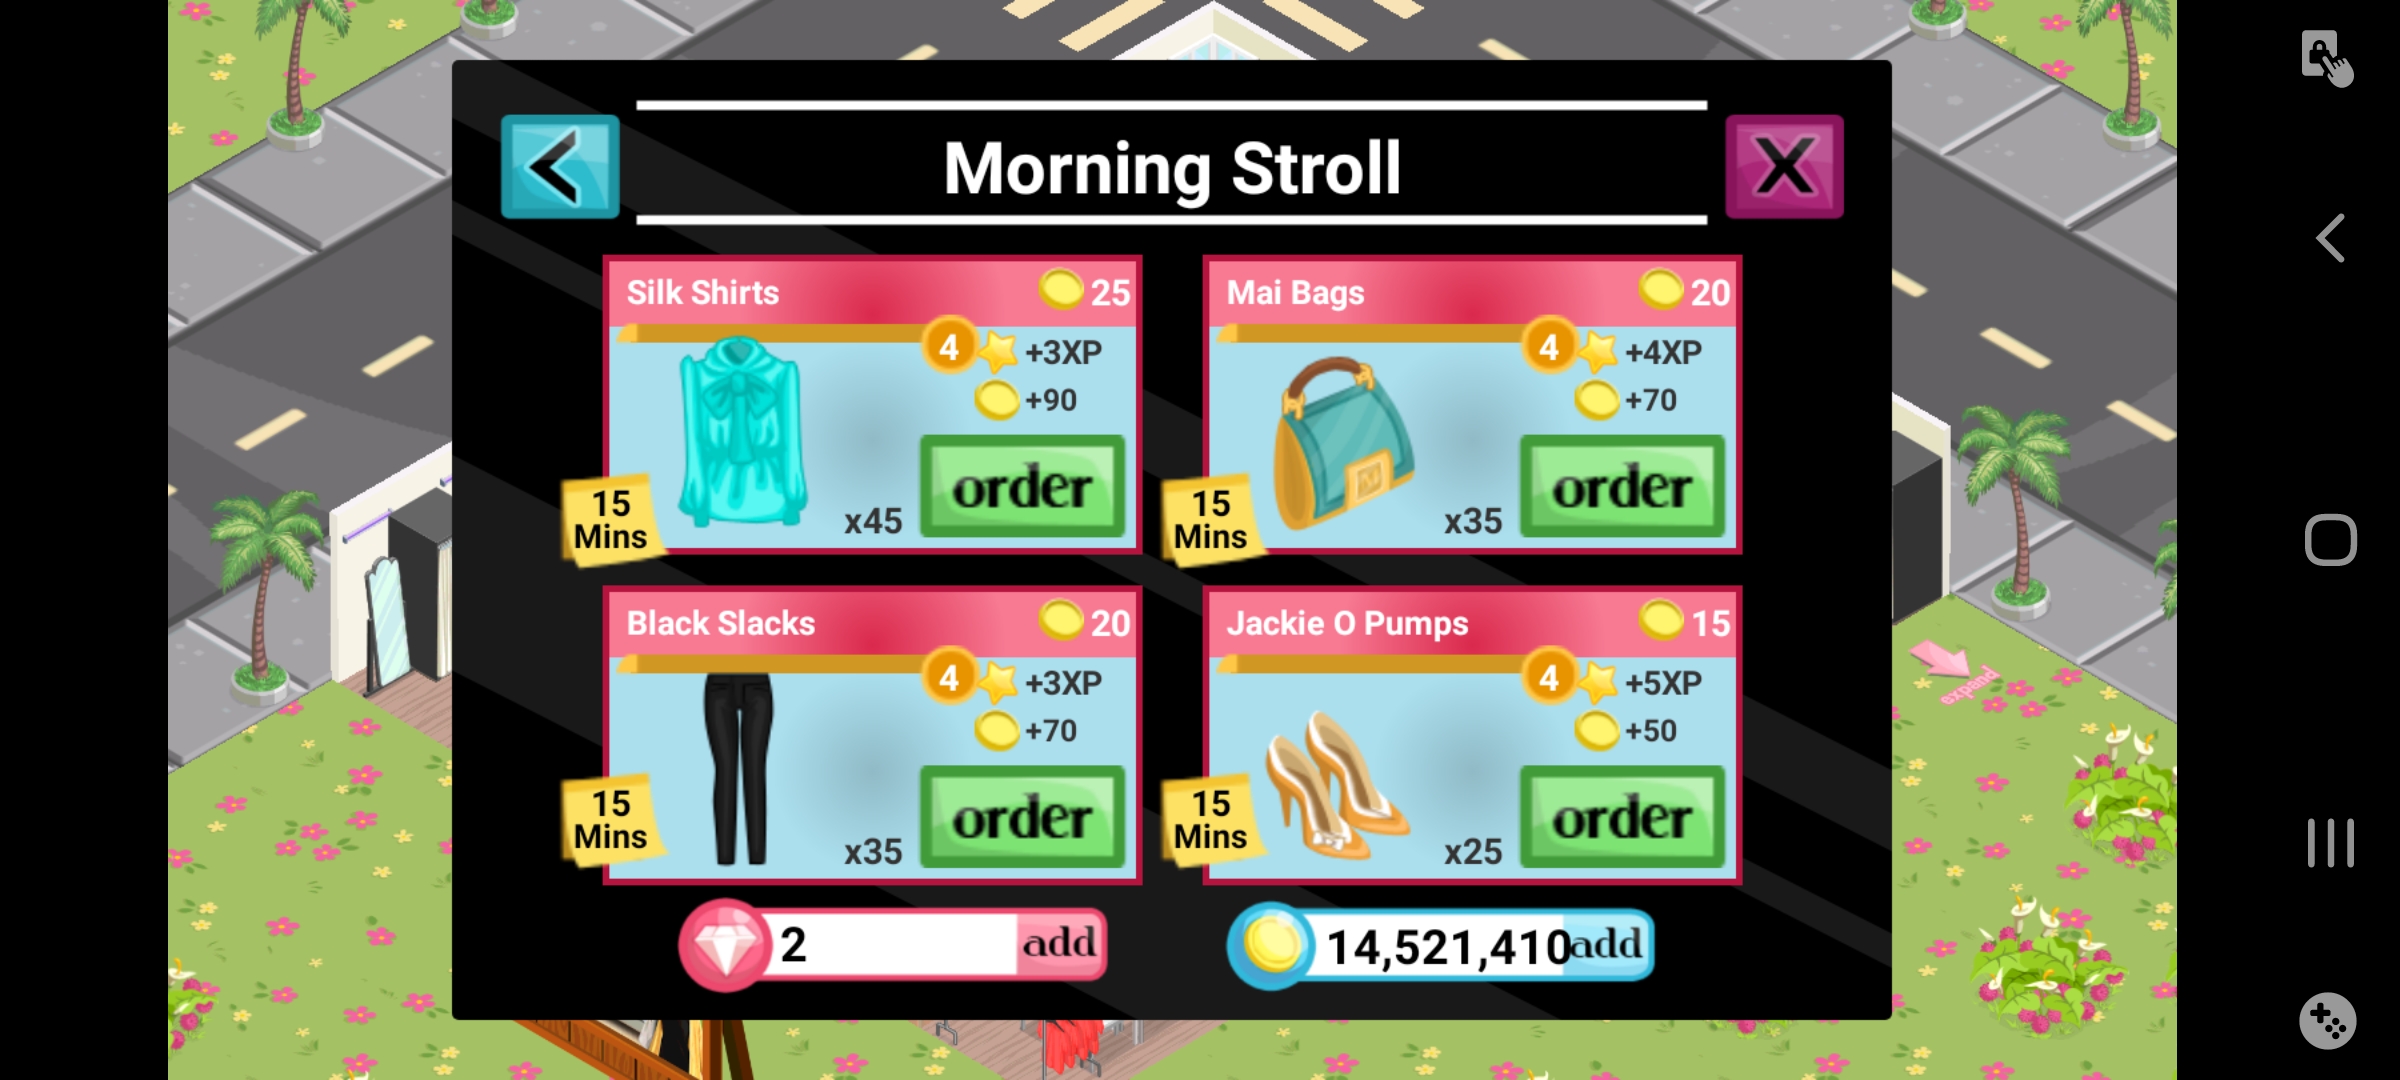 Morning Stroll
X
Silk Shirts 25
4 +3XP
+90
15
Mins
x45
order
Mai Bags 20
4 +4XP
+70
15
Mins
x35
order
Black Slacks 20
4 +3XP
+70
15
Mins
x35
order
Jackie O Pumps 15
4 +5XP
+50
15
Mins
x25
order
expand
2 add
14,521,410 add